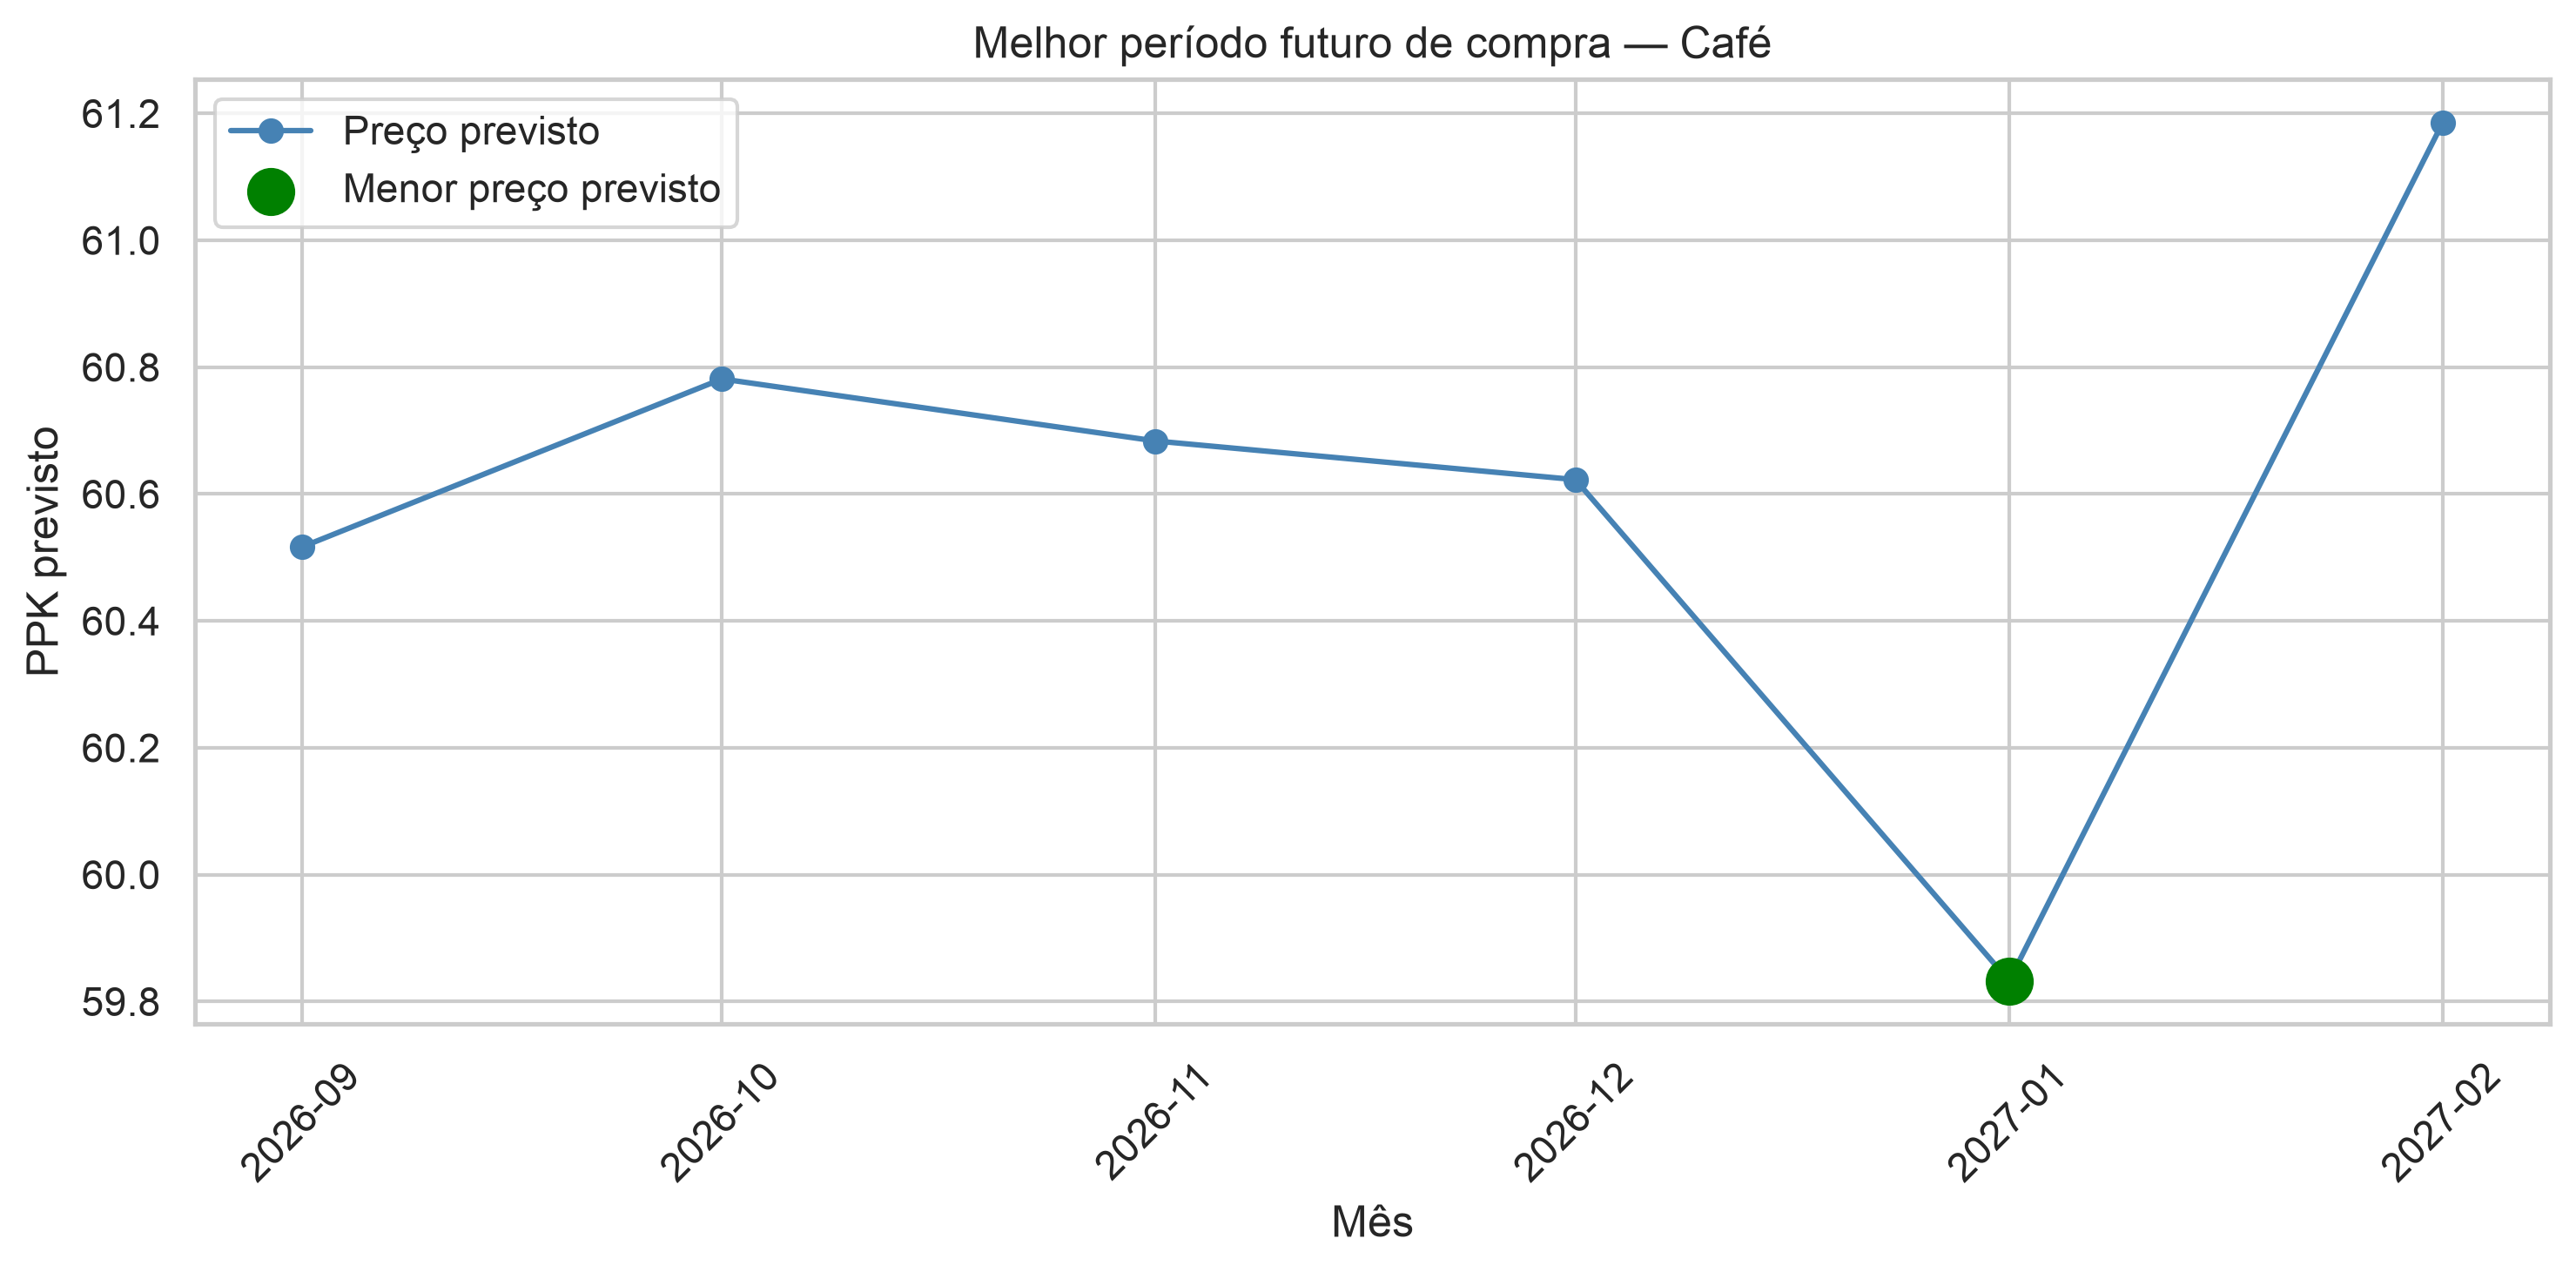 Melhor período futuro de compra — Café
Preço previsto
Menor preço previsto
PPK previsto
61.2
61.0
60.8
60.6
60.4
60.2
60.0
59.8
2026-09
2026-10
2026-11
2026-12
2027-01
2027-02
Mês